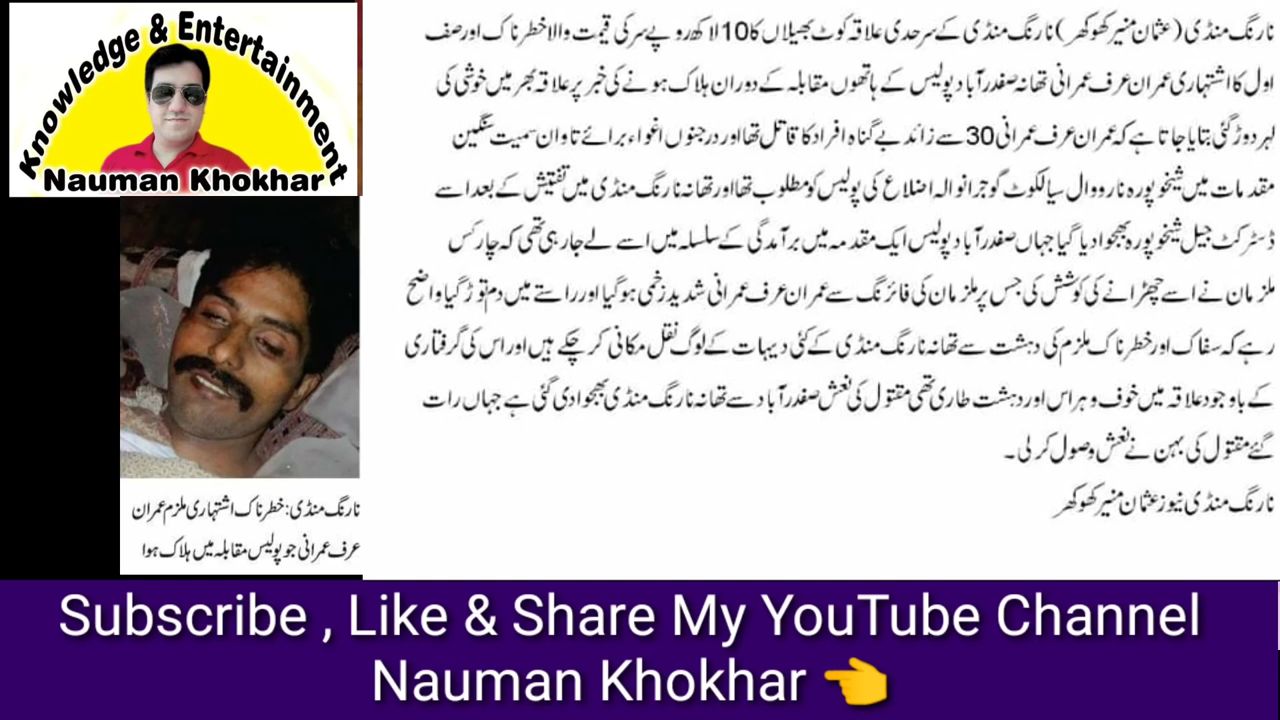 Knowledge & Entertainment
Nauman Khokhar
نارنگ منڈی (عثمان منیر کھوکھر) نارنگ منڈی کے سرحدی علاقہ کوٹ بھیلاں کا 10 لاکھ روپے سر کی قیمت والا خطرناک اور صف
اول کا اشتہاری عمران عرف عمرانی تھانہ صفدر آباد پولیس کے ہاتھوں مقابلہ کے دوران ہلاک ہونے کی خبر پر علاقہ بھر میں خوشی کی
لہر دوڑ گئی بتایا جاتا ہے کہ عمران عرف عمرانی 30 سے زائد بے گناہ افراد کا قاتل تھا اور درجنوں اغواء برائے تاوان سمیت سنگین
مقدمات میں شیخوپورہ نارووال سیالکوٹ گوجرانوالہ اضلاع کی پولیس کو مطلوب تھا اور تھانہ نارنگ منڈی میں تفتیش کے بعد اسے
ڈسٹرکٹ جیل شیخوپورہ بھجوا دیا گیا جہاں صفدر آباد پولیس ایک مقدمہ میں برآمدگی کے سلسلہ میں اسے لے جا رہی تھی کہ چار کس
ملزمان نے اسے چھڑانے کی کوشش کی جس پر ملزمان کی فائرنگ سے عمران عرف عمرانی شدید زخمی ہو گیا اور راستے میں دم توڑ گیا واضح
رہے کہ سفاک اور خطرناک ملزم کی دہشت سے تھانہ نارنگ منڈی کے کئی دیہات کے لوگ نقل مکانی کر چکے ہیں اور اس کی گرفتاری
کے باوجود علاقہ میں خوف و ہراس اور دہشت طاری تھی مقتول کی نعش صفدر آباد سے تھانہ نارنگ منڈی بھجوا دی گئی ہے جہاں رات
گئے مقتول کی بہن نے نعش وصول کر لی ۔
نارنگ منڈی نیوز عثمان منیر کھوکھر
نارنگ منڈی: خطرناک اشتہاری ملزم عمران
عرف عمرانی جو پولیس مقابلہ میں ہلاک ہوا
Subscribe , Like & Share My YouTube Channel
Nauman Khokhar 👈